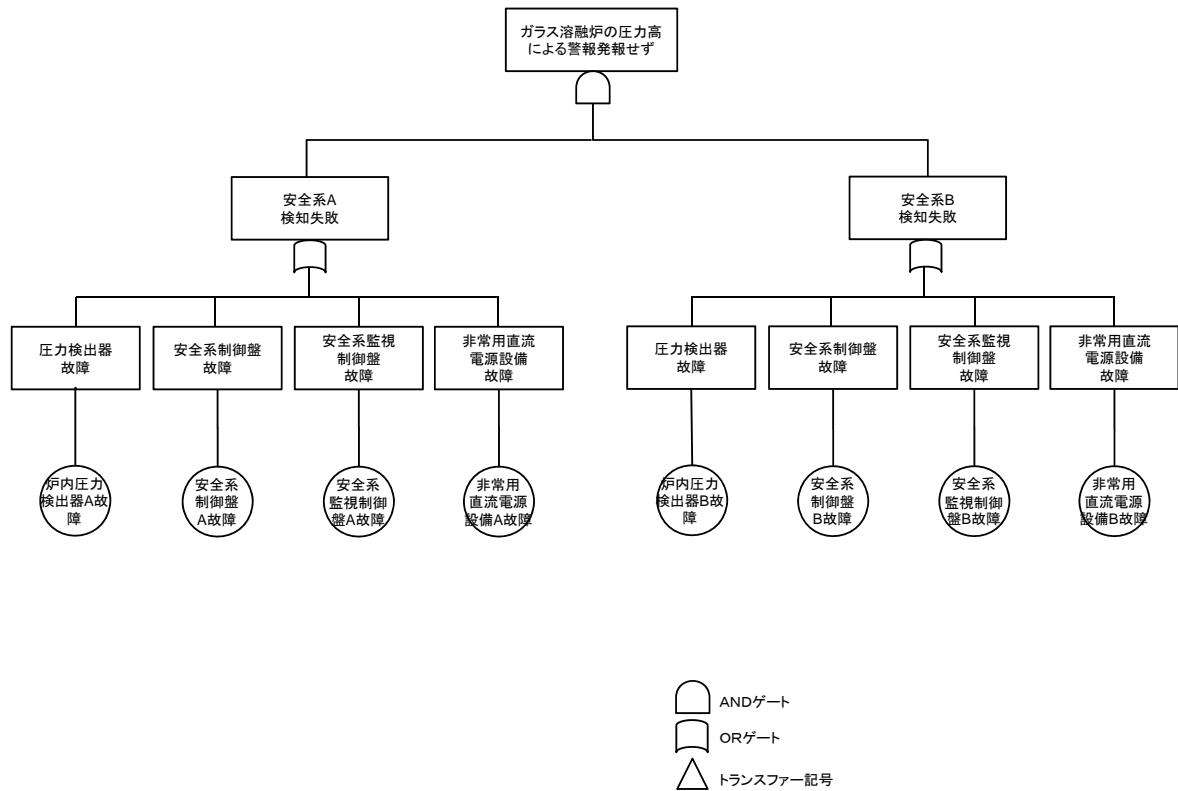 ガラス溶融炉の圧力高
による警報発報せず
安全系A
検知失敗
安全系B
検知失敗
圧力検出器
故障
安全系制御盤
故障
安全系監視
制御盤
故障
非常用直流
電源設備
故障
圧力検出器
故障
安全系制御盤
故障
安全系監視
制御盤
故障
非常用直流
電源設備
故障
炉内圧力
検出器A故
障
安全系
制御盤
A故障
安全系
監視制御
盤A故障
非常用
直流電源
設備A故障
炉内圧力
検出器B故
障
安全系
制御盤
B故障
安全系
監視制御
盤B故障
非常用
直流電源
設備B故障
ANDゲート
ORゲート
トランスファー記号